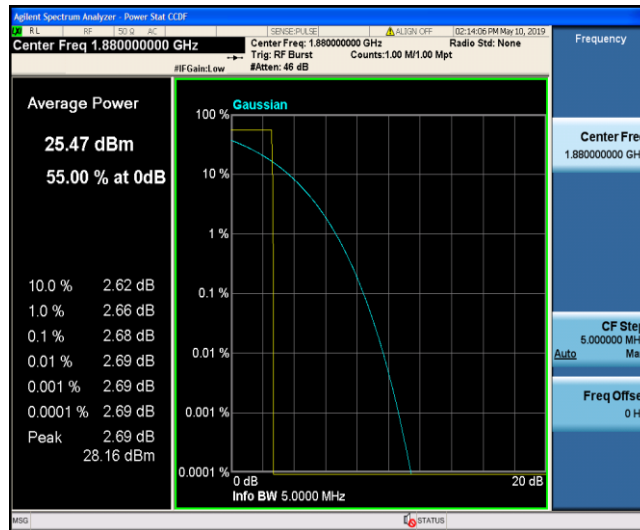 Agilent Spectrum Analyzer - Power Stat CCDF
RL RF 50 Ω AC SENSE:PULSE ALIGN OFF 02:14:06 PM May 10, 2019
Center Freq 1.880000000 GHz
Center Freq: 1.880000000 GHz Radio Std: None
Trig: RF Burst Counts:1.00 M/1.00 Mpt
#IFGain:Low #Atten: 46 dB
Frequency
Average Power
25.47 dBm
55.00 % at 0dB
10.0 % 2.62 dB
1.0 % 2.66 dB
0.1 % 2.68 dB
0.01 % 2.69 dB
0.001 % 2.69 dB
0.0001 % 2.69 dB
Peak 2.69 dB
28.16 dBm
Gaussian
100 %
10 %
1 %
0.1 %
0.01 %
0.001 %
0.0001 %
0 dB 20 dB
Info BW 5.0000 MHz
Center Fre
1.880000000 GH
CF Step
5.000000 MH
Auto Ma
Freq Offse
0 H
MSG STATUS